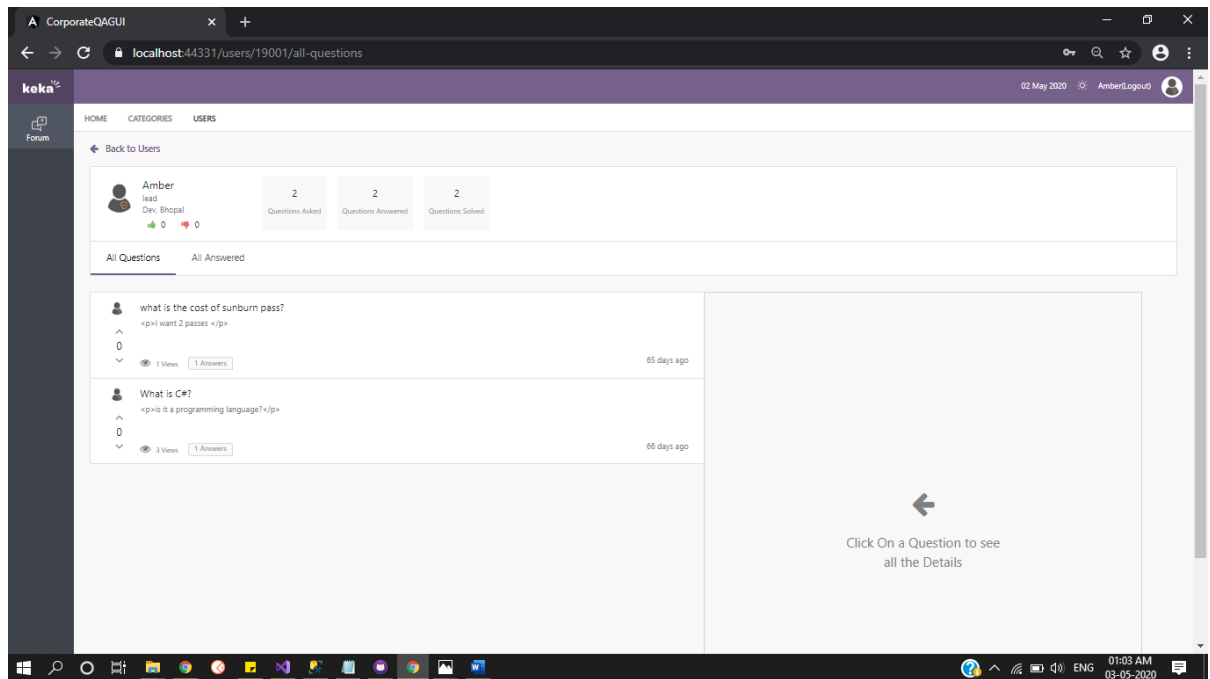 CorporateQAGUI
localhost:44331/users/19001/all-questions
keka
02 May 2020 Amber(Logout)
Forum
HOME CATEGORIES USERS
Back to Users
Amber
lead
Dev, Bhopal
0 0
2
Questions Asked
2
Questions Answered
2
Questions Solved
All Questions All Answered
what is the cost of sunburn pass?
<p>i want 2 passes </p>
0
1 Views 1 Answers 65 days ago
What is C#?
<p>is it a programming language?</p>
0
3 Views 1 Answers 66 days ago
Click On a Question to see
all the Details
ENG 01:03 AM
03-05-2020